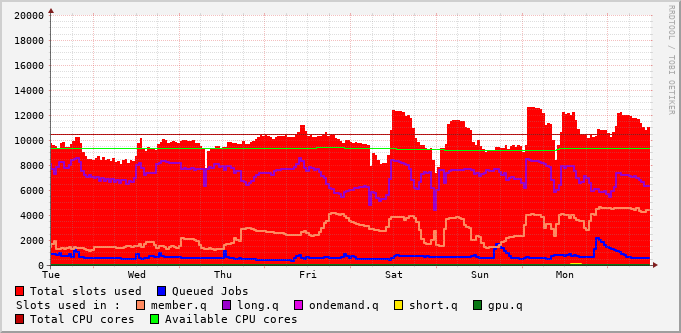 RRDTOOL / TOBI OETIKER
20000
18000
16000
14000
12000
10000
8000
6000
4000
2000
0
Tue Wed Thu Fri Sat Sun Mon
Total slots used Queued Jobs
Slots used in : member.q long.q ondemand.q short.q gpu.q
Total CPU cores Available CPU cores